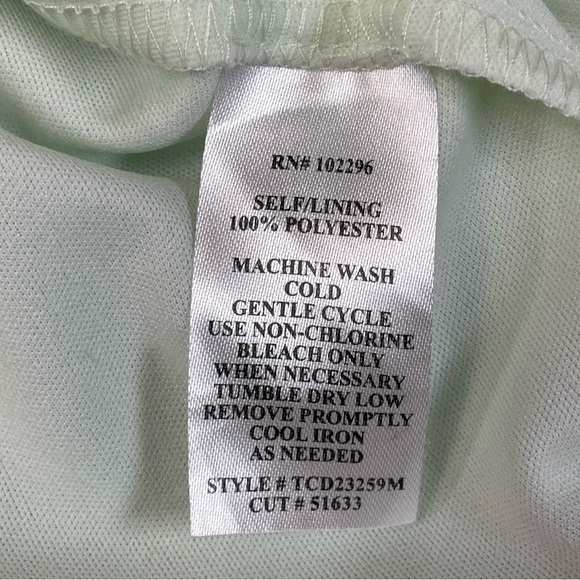 RN# 102296
SELF/LINING
100% POLYESTER
MACHINE WASH
COLD
GENTLE CYCLE
USE NON-CHLORINE
BLEACH ONLY
WHEN NECESSARY
TUMBLE DRY LOW
REMOVE PROMPTLY
COOL IRON
AS NEEDED
STYLE # TCD23259M
CUT # 51633